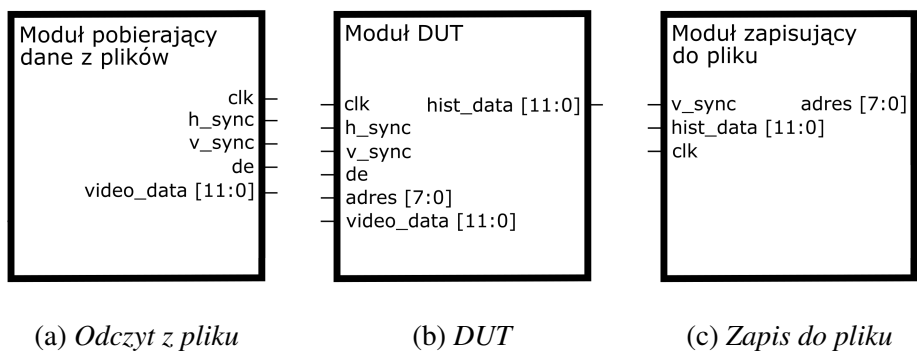 Moduł pobierający
dane z plików
clk
h_sync
v_sync
de
video_data [11:0]
Moduł DUT
clk hist_data [11:0]
h_sync
v_sync
de
adres [7:0]
video_data [11:0]
Moduł zapisujący
do pliku
v_sync adres [7:0]
hist_data [11:0]
clk
(a) Odczyt z pliku
(b) DUT
(c) Zapis do pliku